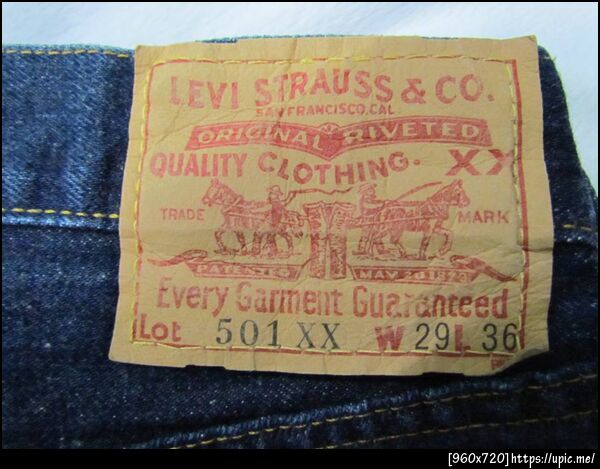 LEVI STRAUSS & CO.
SAN FRANCISCO, CAL.
ORIGINAL RIVETED
QUALITY CLOTHING. XX
TRADE MARK
PATENTED MAY 20 1873
Every Garment Guaranteed
Lot 501 XX W 29 L 36
[960x720]https://upic.me/